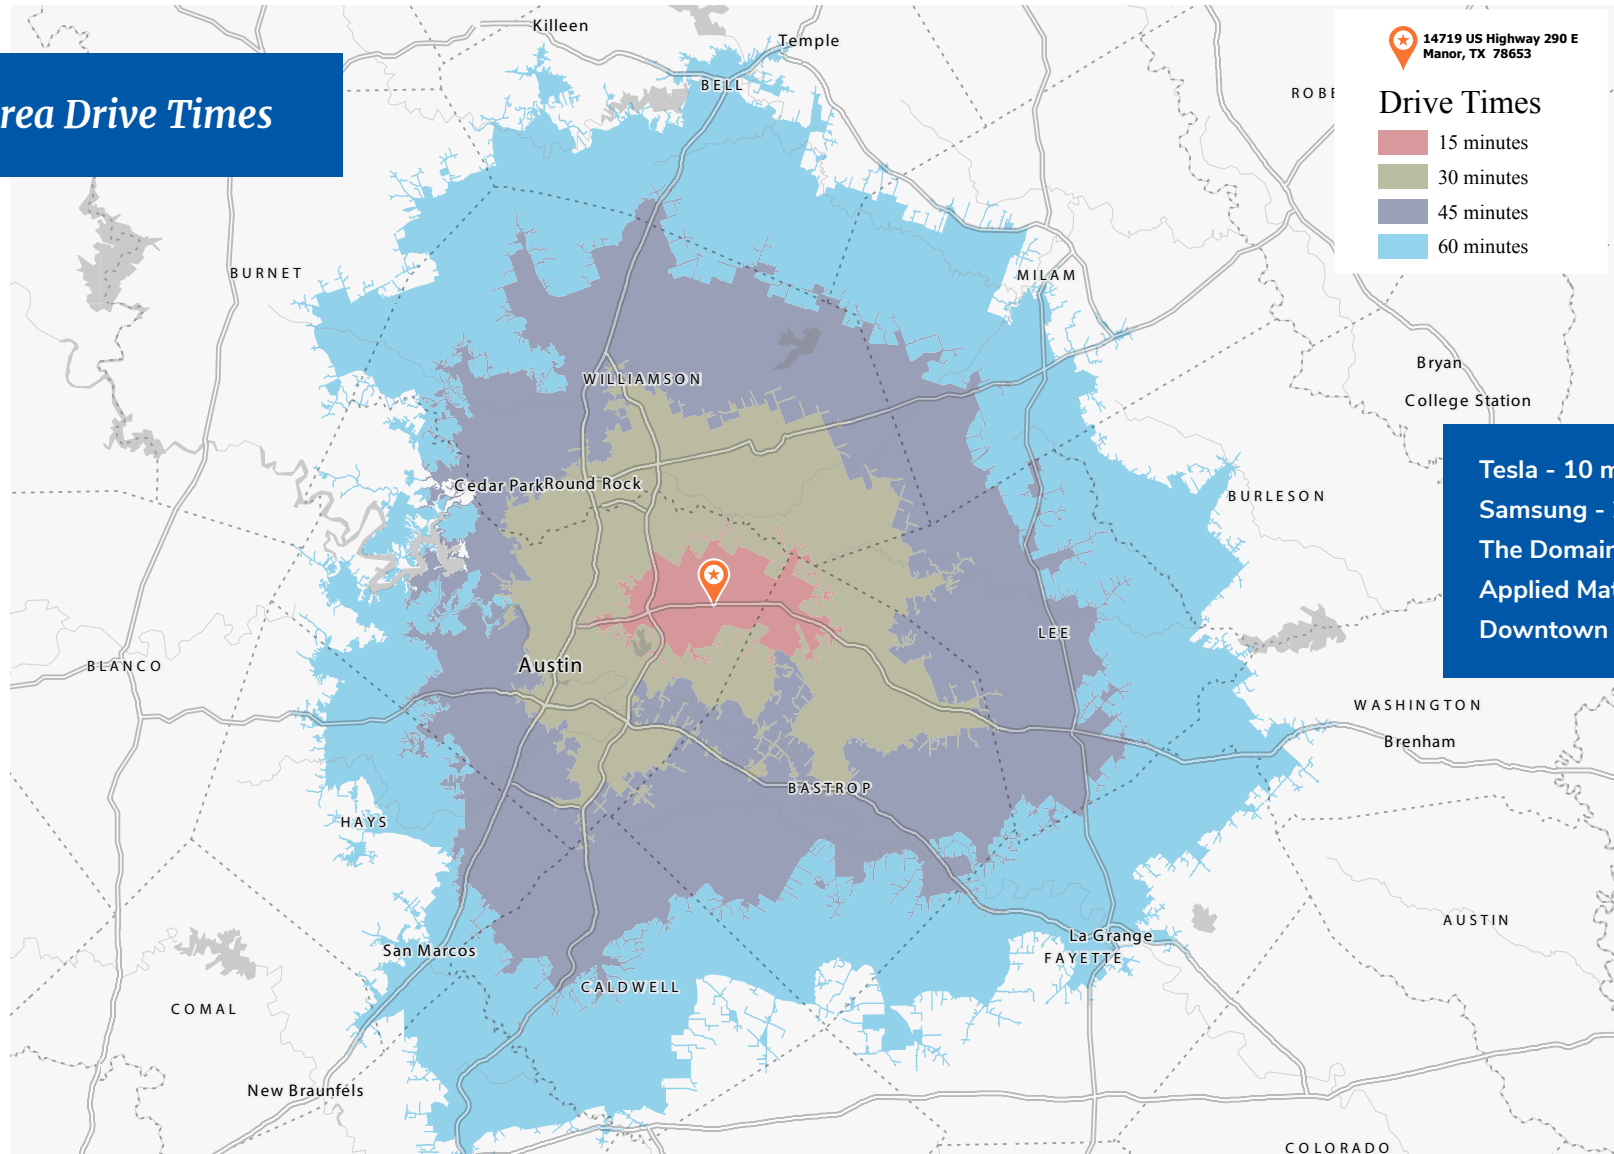 Killeen
Temple
14719 US Highway 290 E
Manor, TX 78653
BELL
Drive Times
rea Drive Times
15 minutes
30 minutes
45 minutes
60 minutes
BURNET
MILAM
Bryan
WILLIAMSON
College Station
Cedar Park
Round Rock
BURLESON
Tesla - 10
Samsung -
The Domain
Applied
Downtown
LEE
BLANCO
Austin
WASHINGTON
Brenham
BASTROP
HAYS
AUSTIN
La Grange
San Marcos
FAYETTE
CALDWELL
COMAL
New Braunfels
COLORADO